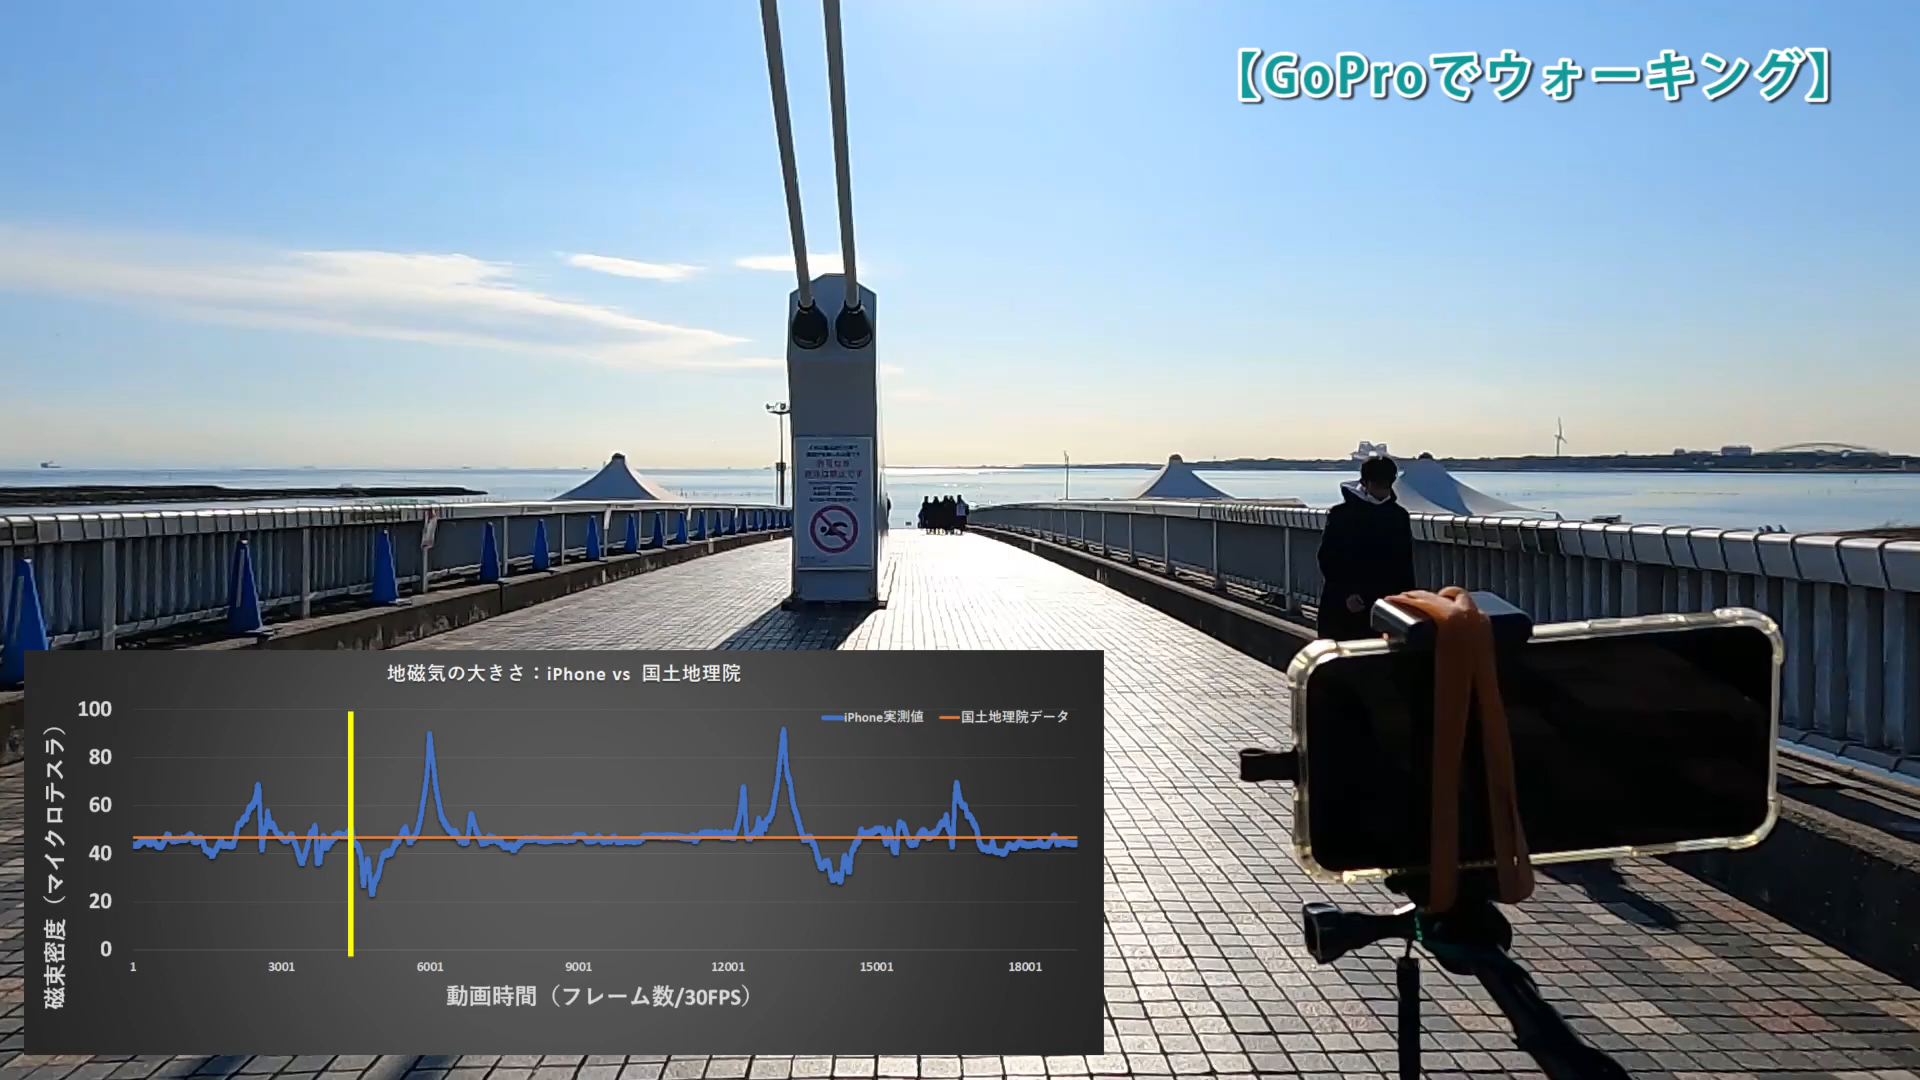 【GoProでウォーキング】
地磁気の大きさ：iPhone vs 国土地理院
iPhone実測値
国土地理院データ
磁束密度（マイクロテスラ）
100
80
60
40
20
0
1
3001
6001
9001
12001
15001
18001
動画時間（フレーム数/30FPS）